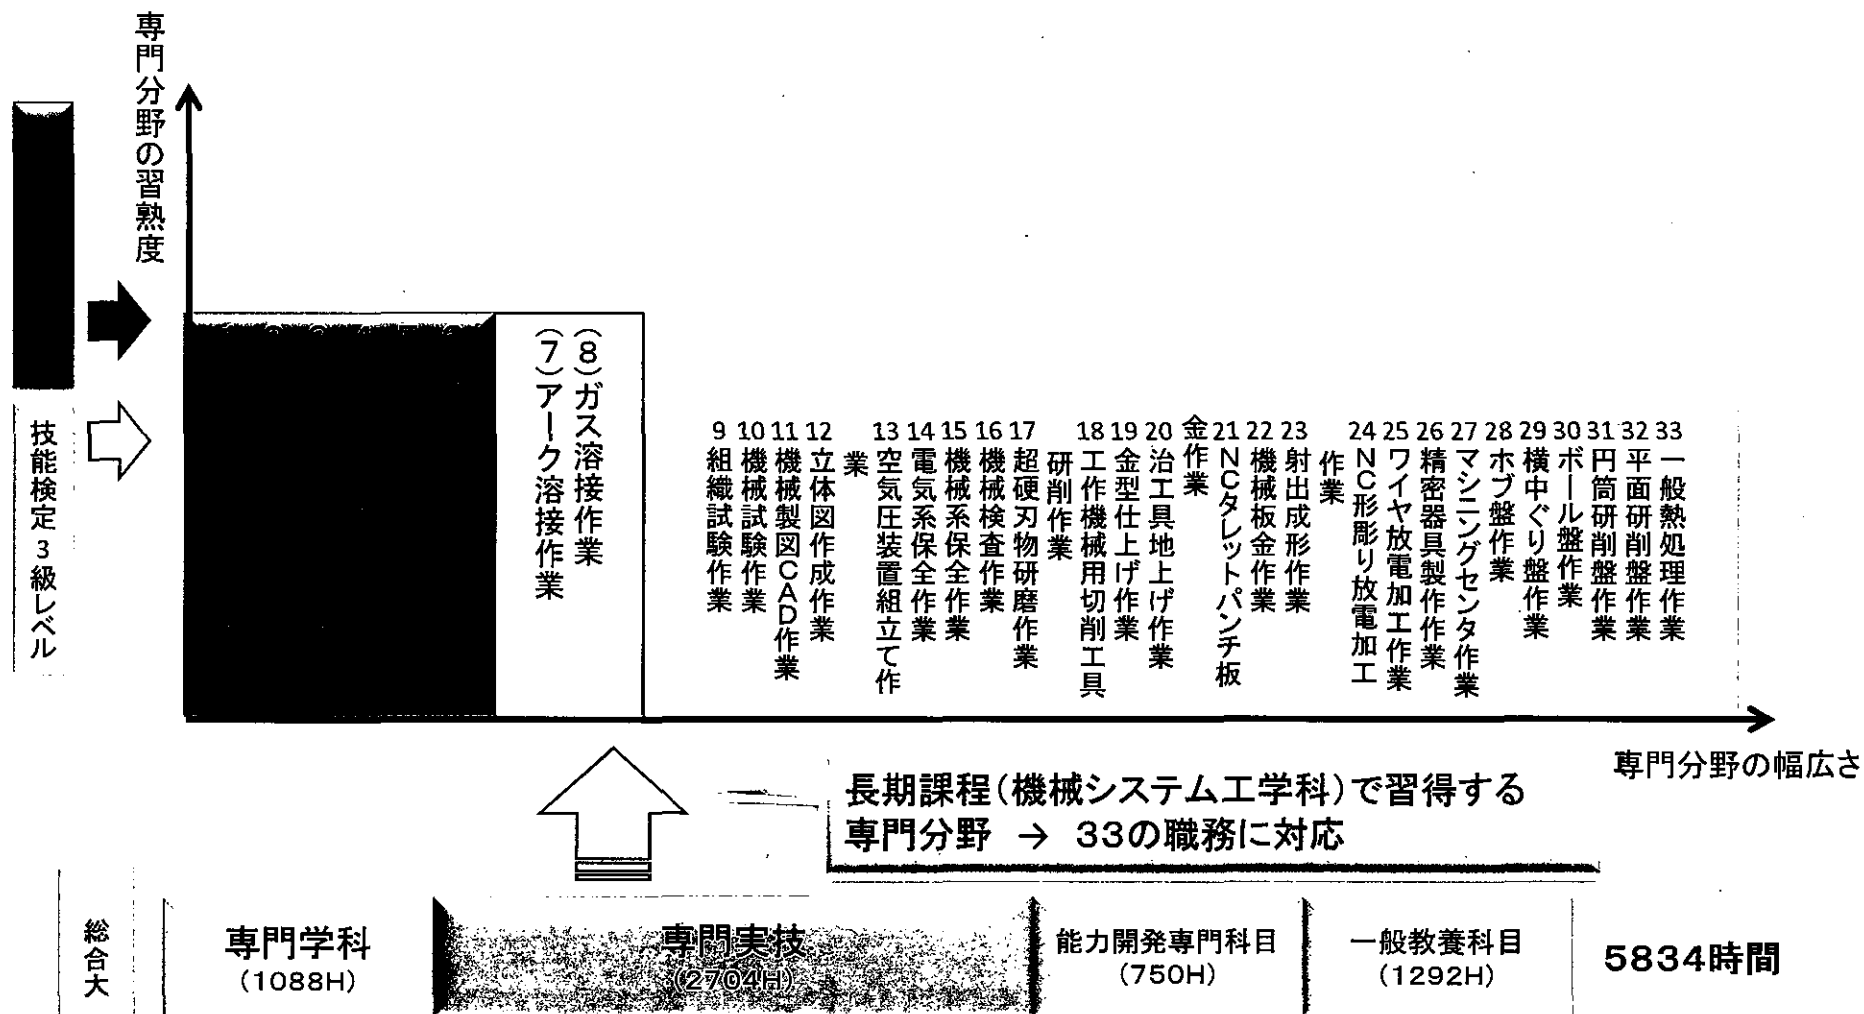 専門分野の習熟度
技能検定3級レベル
(8)ガス溶接作業
(7)アーク溶接作業
9 組織試験作業
10 機械試験作業
11 機械製図CAD作業
12 立体図作成作業
13 空気圧装置組立て作
業
14 電気系保全作業
15 機械系保全作業
16 機械検査作業
17 超硬刃物研磨作業
18 工作機械用切削工具
研削作業
19 金型仕上げ作業
20 治工具地上げ作業
21 NCタレットパンチ板
金作業
22 機械板金作業
23 射出成形作業
24 NC形彫り放電加工
作業
25 ワイヤ放電加工作業
26 精密器具製作作業
27 マシニングセンタ作業
28 ホブ盤作業
29 横中ぐり盤作業
30 ボール盤作業
31 円筒研削盤作業
32 平面研削盤作業
33 一般熱処理作業
専門分野の幅広さ
長期課程(機械システム工学科)で習得する
専門分野 → 33の職務に対応
総合大
専門学科
(1088H)
専門実技
(2704H)
能力開発専門科目
(750H)
一般教養科目
(1292H)
5834時間